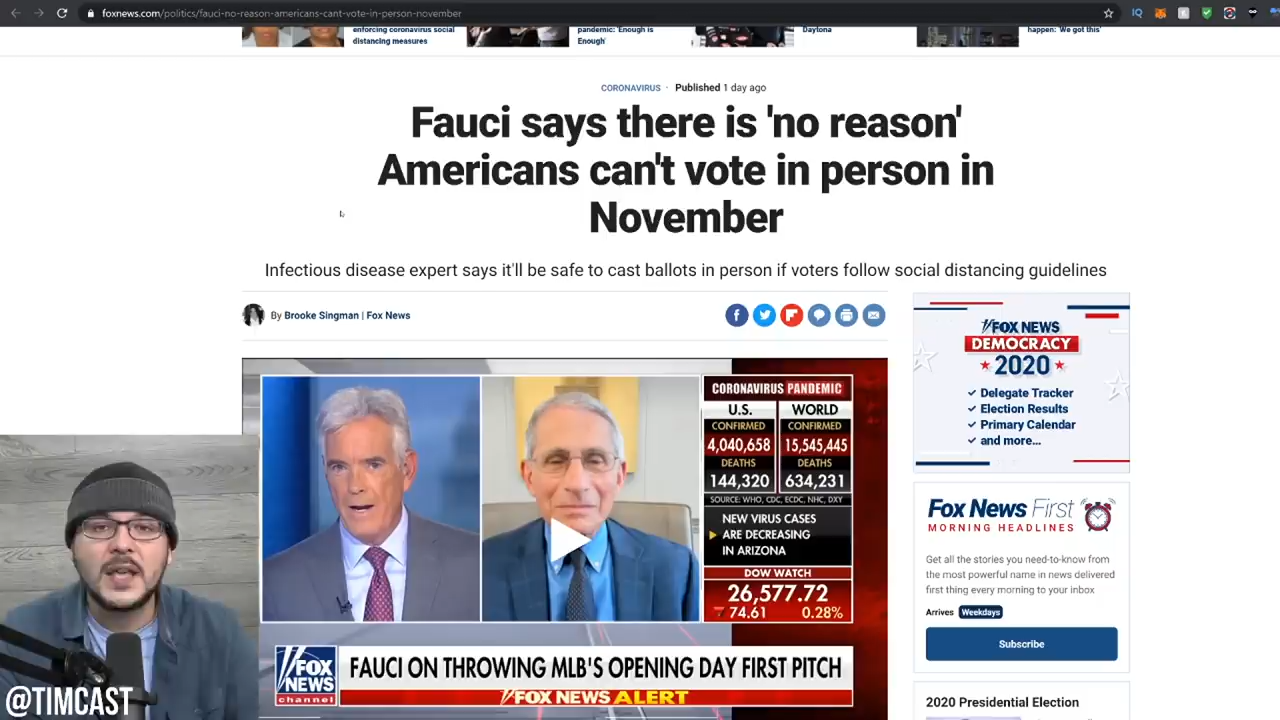 foxnews.com/politics/fauci-no-reason-americans-cant-vote-in-person-november
IQ
enforcing coronavirus social
distancing measures
pandemic: 'Enough is
Enough'
Daytona
happen: 'We got this'
CORONAVIRUS · Published 1 day ago
Fauci says there is 'no reason'
Americans can't vote in person in
November
Infectious disease expert says it'll be safe to cast ballots in person if voters follow social distancing guidelines
By Brooke Singman | Fox News
FOX NEWS
DEMOCRACY
2020
Delegate Tracker
Election Results
Primary Calendar
and more...
CORONAVIRUS PANDEMIC
U.S. WORLD
CONFIRMED CONFIRMED
4,040,658 15,545,445
DEATHS DEATHS
144,320 634,231
SOURCE: WHO, CDC, ECDC, NHC, DXY
NEW VIRUS CASES
ARE DECREASING
IN ARIZONA
DOW WATCH
26,577.72
74.61 0.28%
FOX
NEWS
channel
FAUCI ON THROWING MLB'S OPENING DAY FIRST PITCH
FOX NEWS ALERT
Fox News First
MORNING HEADLINES
Get all the stories you need-to-know from
the most powerful name in news delivered
first thing every morning to your inbox
Arrives Weekdays
Subscribe
2020 Presidential Election
@TIMCAST